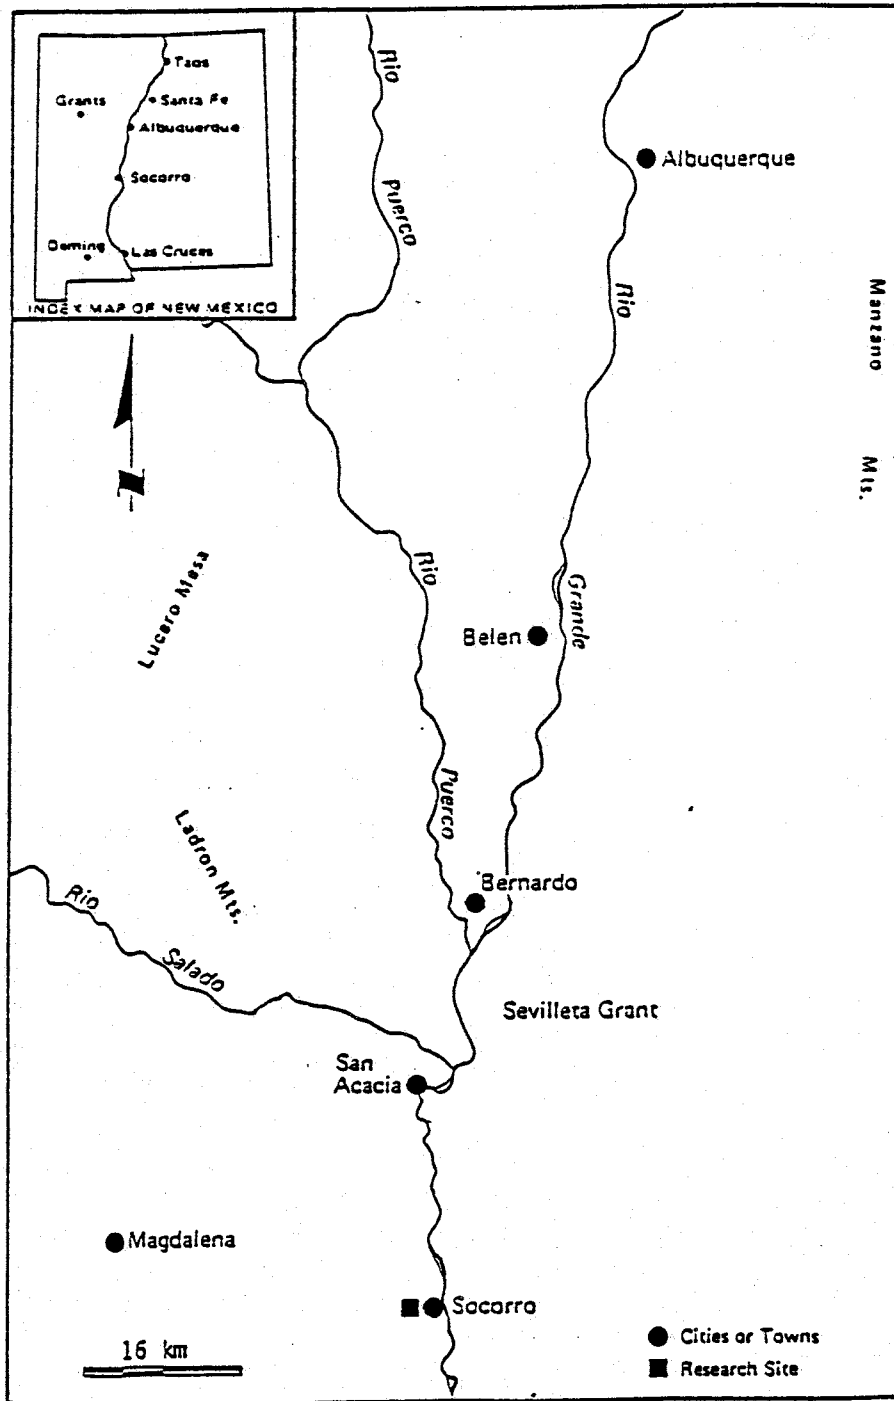 Taos
Grants
Santa Fe
Albuquerque
Socorro
Deming
Las Cruces
INDEX MAP OF NEW MEXICO
Rio
Puerco
Albuquerque
Rio
Manzano
Mts.
Lucero Mesa
Rio
Grande
Belen
Puerco
Ladron Mts.
Bernardo
Rio
Salado
Sevilleta Grant
San
Acacia
Magdalena
Socorro
16 km
Cities or Towns
Research Site